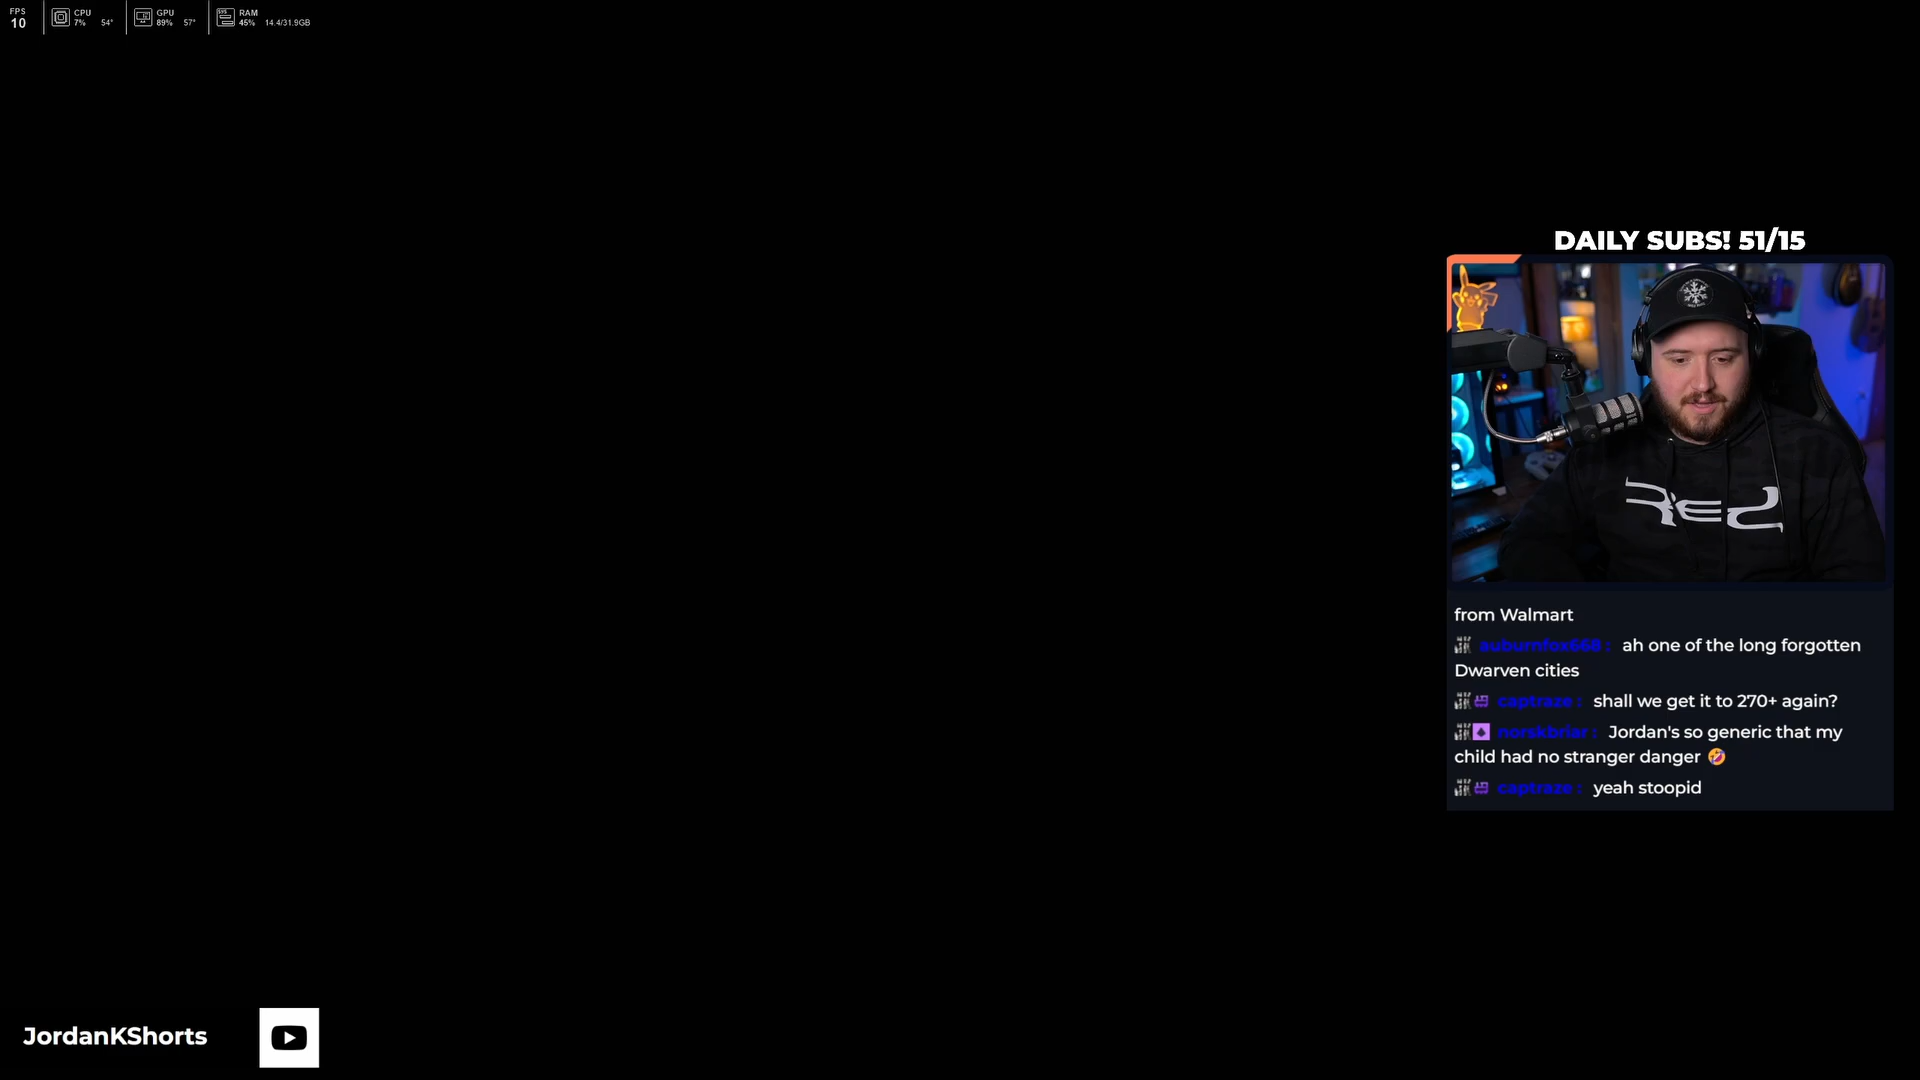 FPS
10
CPU
7% 54°
GPU
89% 57°
RAM
45% 14.4/31.9GB
DAILY SUBS! 51/15
from Walmart
auburnfox668 : ah one of the long forgotten
Dwarven cities
captraze : shall we get it to 270+ again?
norskbriar : Jordan's so generic that my
child had no stranger danger 🤣
captraze : yeah stoopid
JordanKShorts